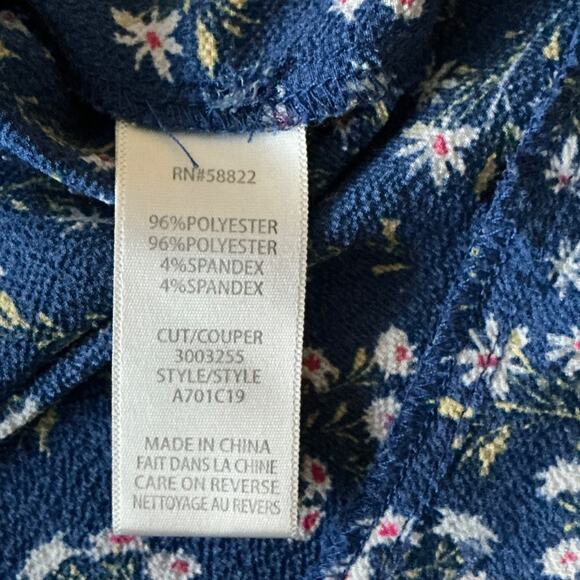 RN#58822
96%POLYESTER
96%POLYESTER
4%SPANDEX
4%SPANDEX
CUT/COUPER
3003255
STYLE/STYLE
A701C19
MADE IN CHINA
FAIT DANS LA CHINE
CARE ON REVERSE
NETTOYAGE AU REVERS